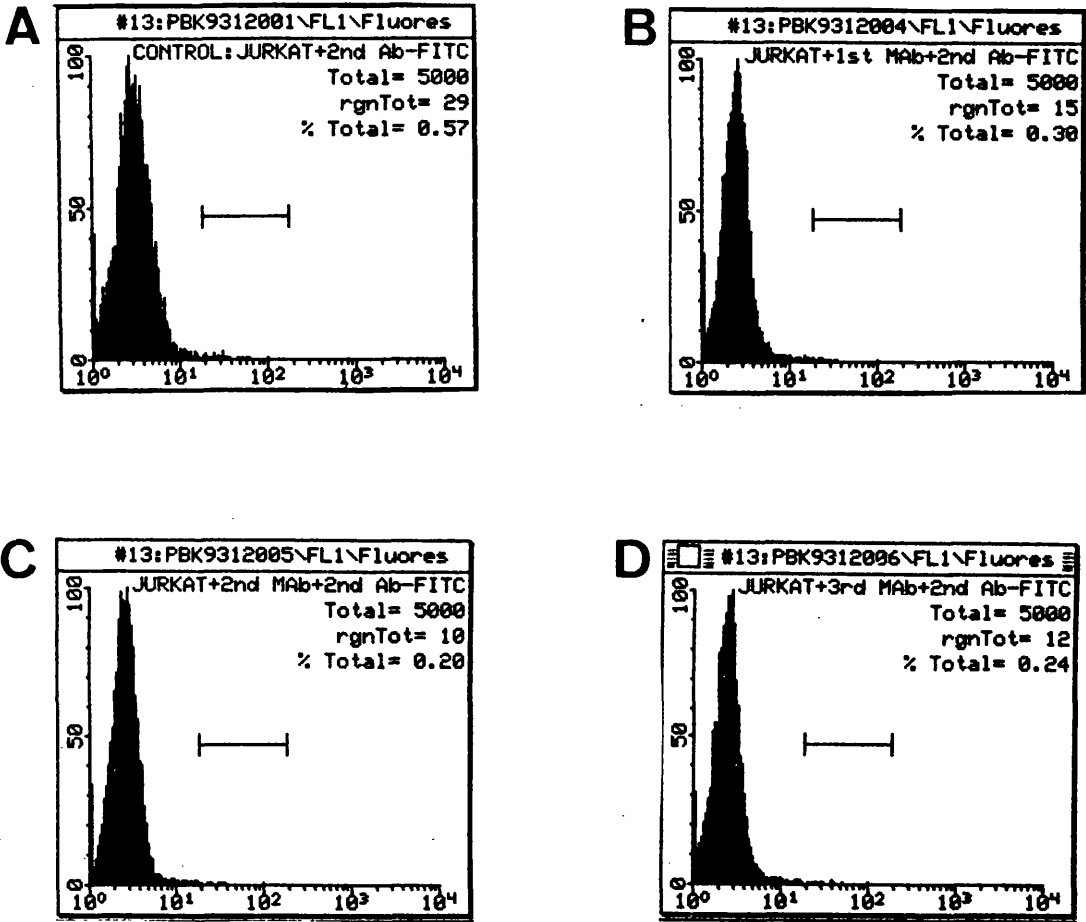 A
#13:PBK9312001\FL1\Fluores
CONTROL:JURKAT+2nd Ab-FITC
Total= 5000
rgnTot= 29
% Total= 0.57
100
50
0
10⁰ 10¹ 10² 10³ 10⁴
B
#13:PBK9312004\FL1\Fluores
JURKAT+1st MAb+2nd Ab-FITC
Total= 5000
rgnTot= 15
% Total= 0.30
100
50
0
10⁰ 10¹ 10² 10³ 10⁴
C
#13:PBK9312005\FL1\Fluores
JURKAT+2nd MAb+2nd Ab-FITC
Total= 5000
rgnTot= 10
% Total= 0.20
100
50
0
10⁰ 10¹ 10² 10³ 10⁴
D
#13:PBK9312006\FL1\Fluores
JURKAT+3rd MAb+2nd Ab-FITC
Total= 5000
rgnTot= 12
% Total= 0.24
100
50
0
10⁰ 10¹ 10² 10³ 10⁴